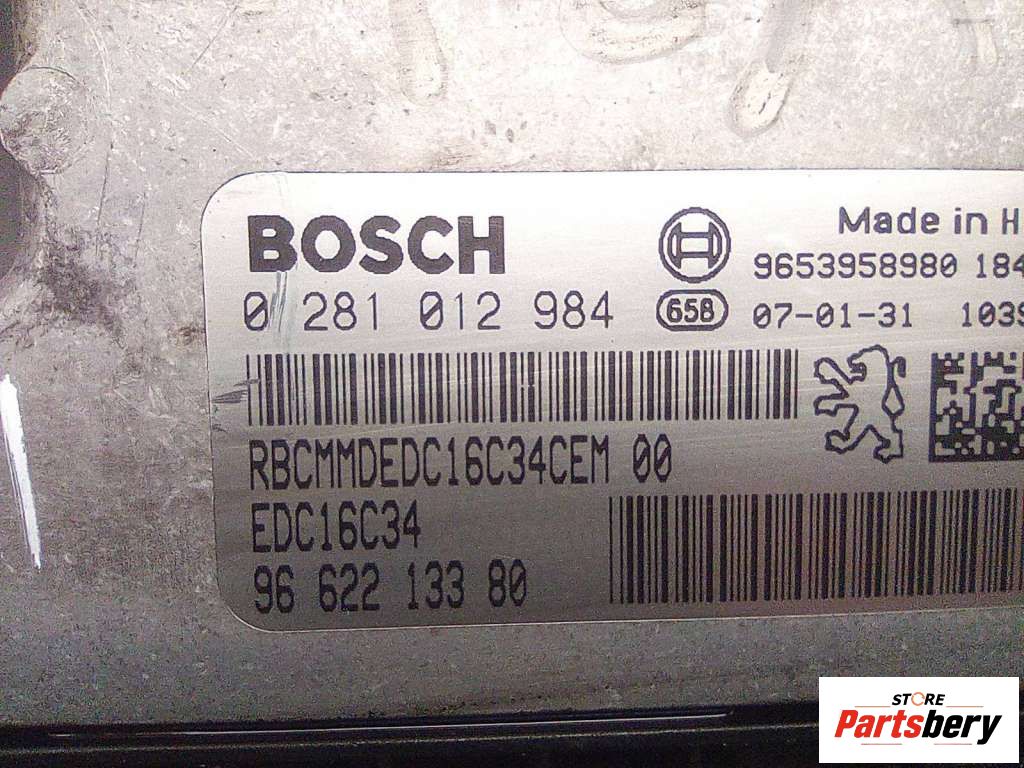 BOSCH
Made in H
9653958980 184
0 281 012 984
658
07-01-31 1039
RBCMMDEDC16C34CEM 00
EDC16C34
96 622 133 80
STORE
Partsbery